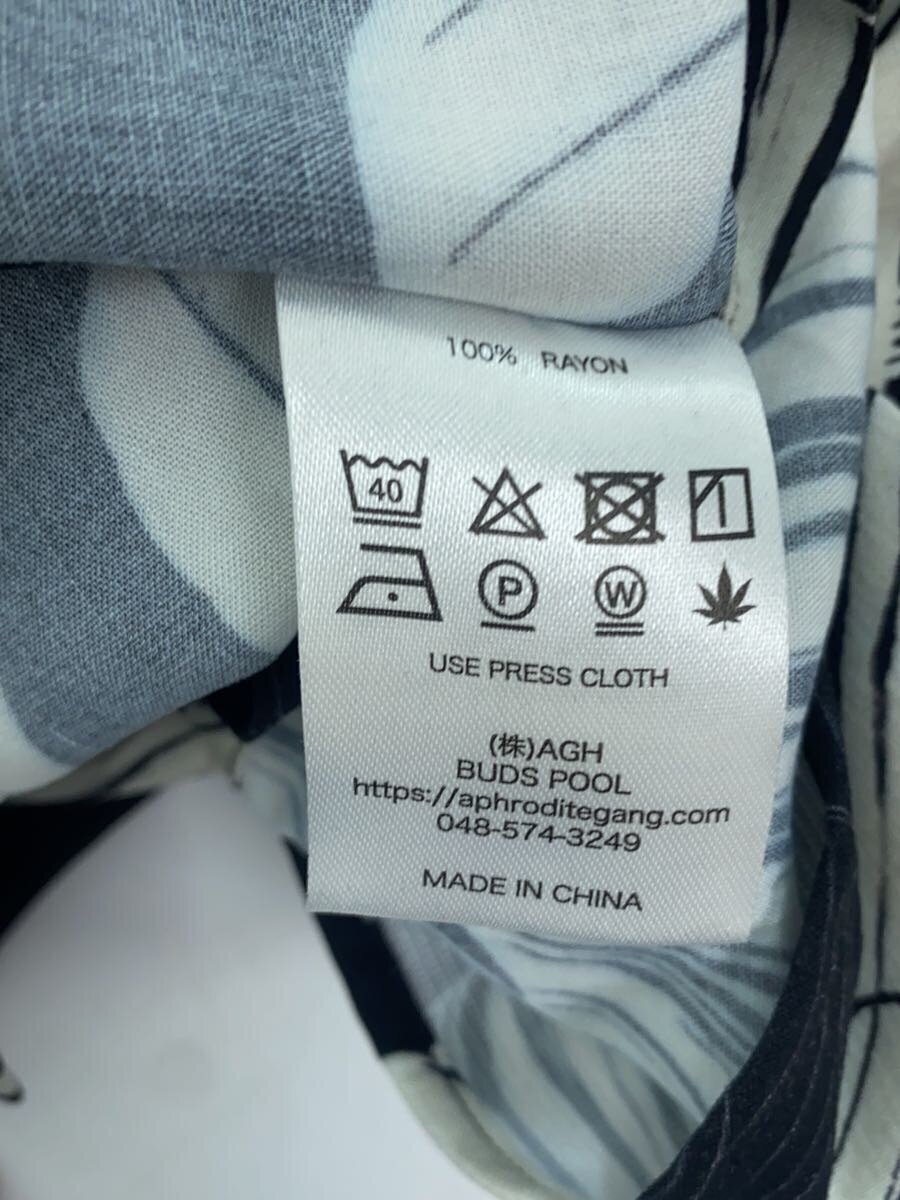 100% RAYON
40
P W
USE PRESS CLOTH
(株)AGH
BUDS POOL
https://aphroditegang.com
048-574-3249
MADE IN CHINA